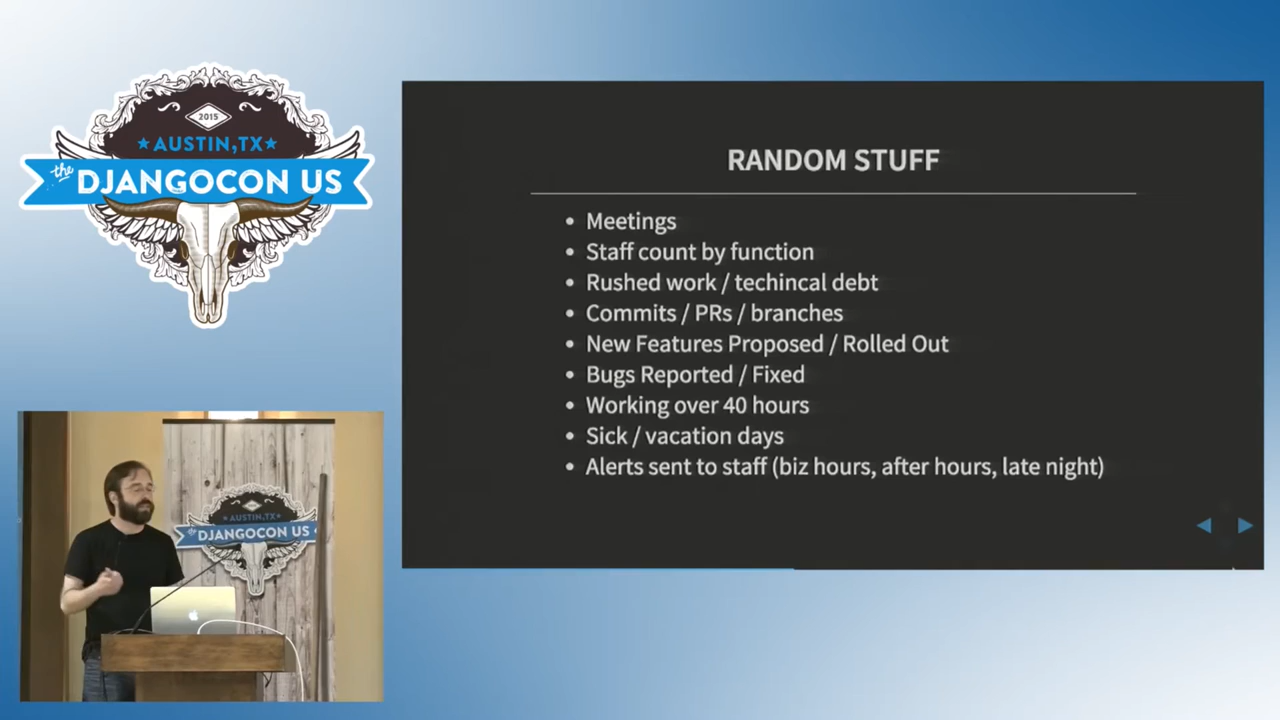 2015
AUSTIN, TX
the
DJANGOCON US
RANDOM STUFF
Meetings
Staff count by function
Rushed work / techincal debt
Commits / PRs / branches
New Features Proposed / Rolled Out
Bugs Reported / Fixed
Working over 40 hours
Sick / vacation days
Alerts sent to staff (biz hours, after hours, late night)
AUSTIN, TX
the
DJANGOCON US